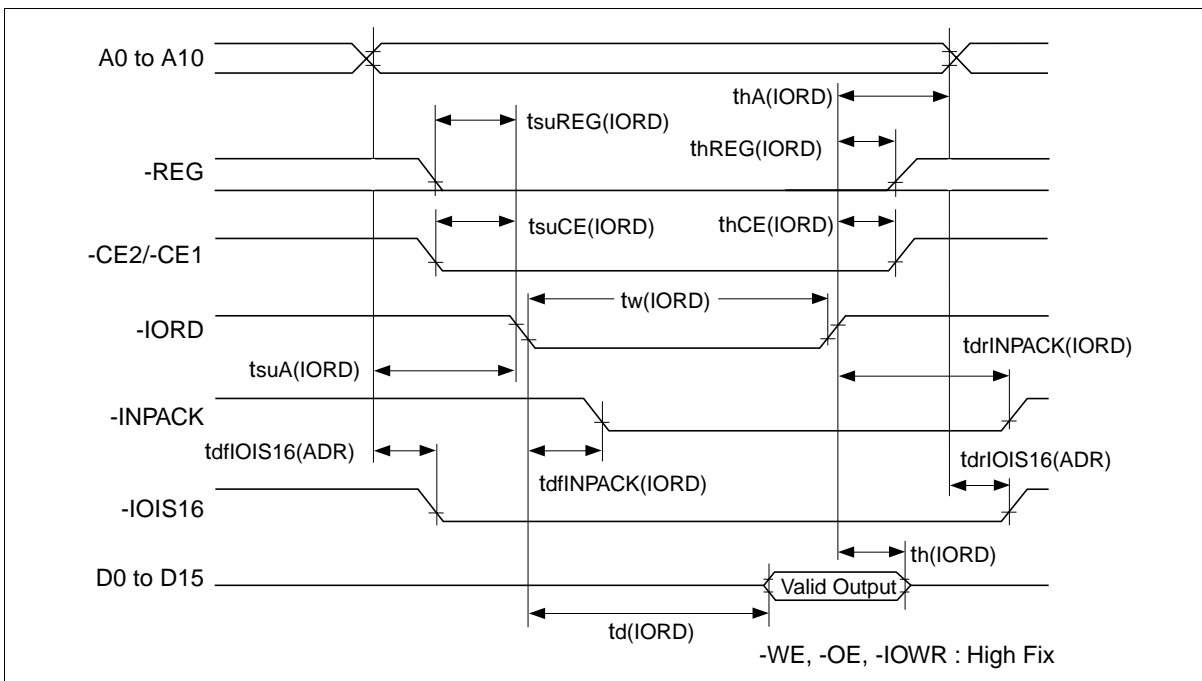 A0 to A10
thA(IORD)
tsuREG(IORD)
thREG(IORD)
-REG
tsuCE(IORD)
thCE(IORD)
-CE2/-CE1
tw(IORD)
-IORD
tdrINPACK(IORD)
tsuA(IORD)
-INPACK
tdfIOIS16(ADR)
tdrIOIS16(ADR)
tdfINPACK(IORD)
-IOIS16
th(IORD)
D0 to D15
Valid Output
td(IORD)
-WE, -OE, -IOWR : High Fix